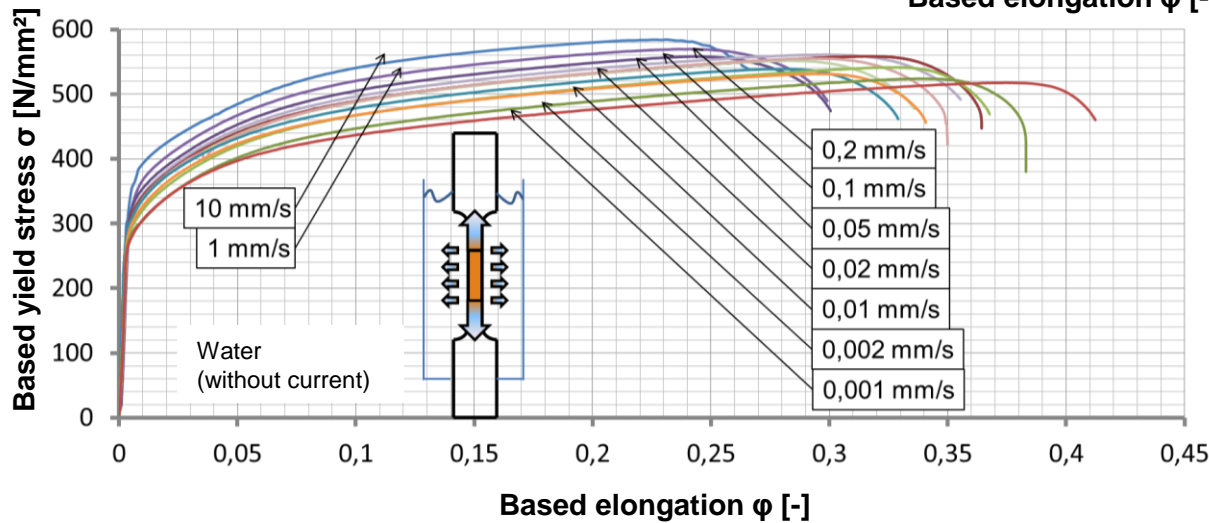 Based elongation φ [-
Based yield stress σ [N/mm²]
600
500
400
300
200
100
0
10 mm/s
1 mm/s
0,2 mm/s
0,1 mm/s
0,05 mm/s
0,02 mm/s
0,01 mm/s
0,002 mm/s
0,001 mm/s
Water
(without current)
0 0,05 0,1 0,15 0,2 0,25 0,3 0,35 0,4 0,45
Based elongation φ [-]